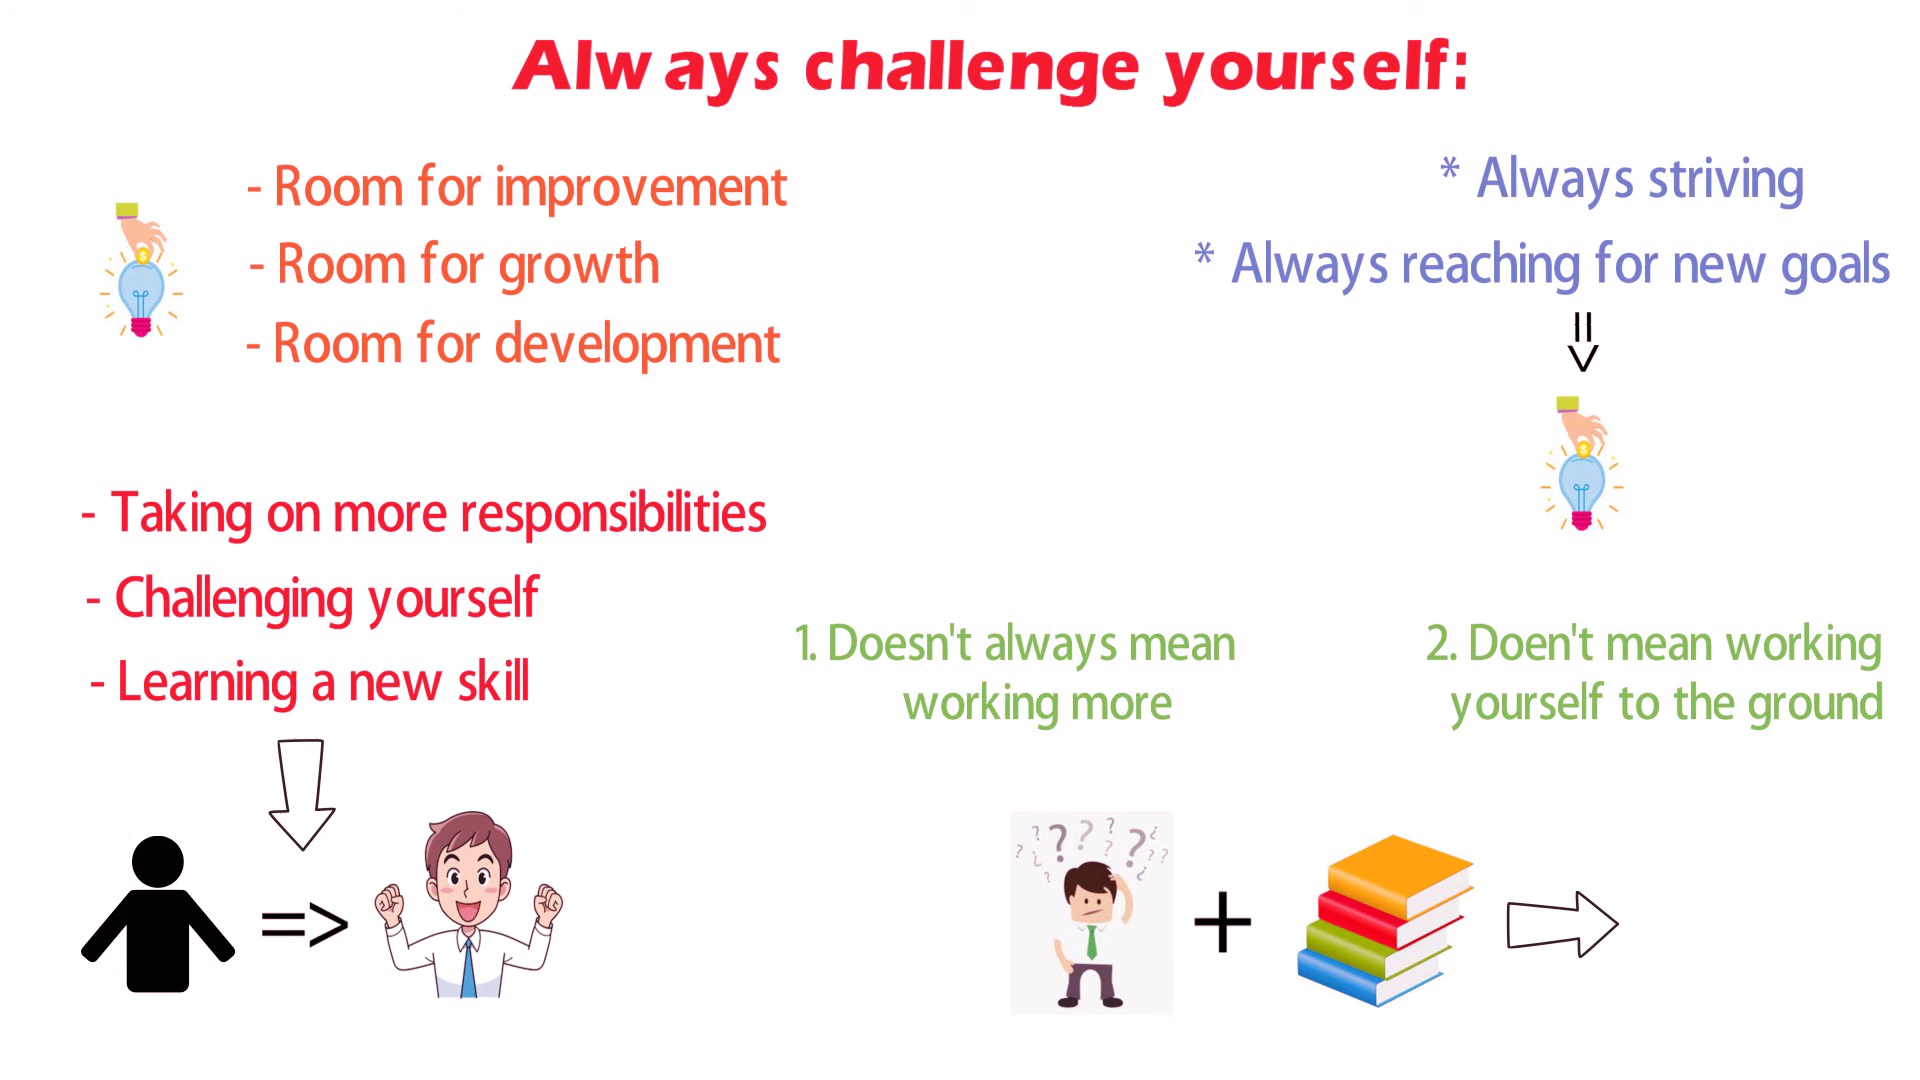 Always challenge yourself:
- Room for improvement
- Room for growth
- Room for development
* Always striving
* Always reaching for new goals
=>
- Taking on more responsibilities
- Challenging yourself
- Learning a new skill
=>
1. Doesn't always mean
working more
2. Doen't mean working
yourself to the ground
+